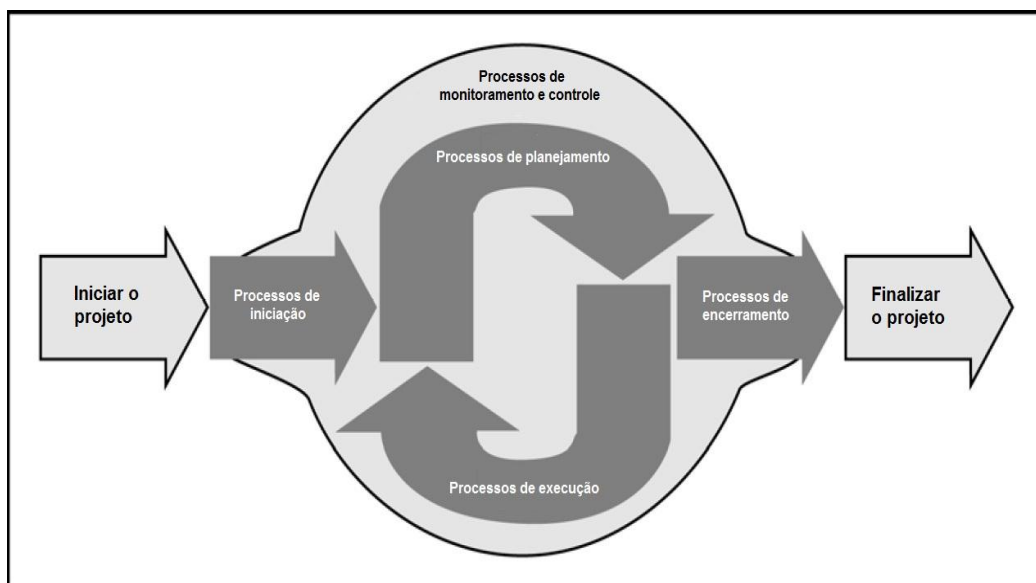 Processos de
monitoramento e controle
Processos de planejamento
Iniciar o
projeto
Processos de
iniciação
Processos de
encerramento
Finalizar
o projeto
Processos de execução